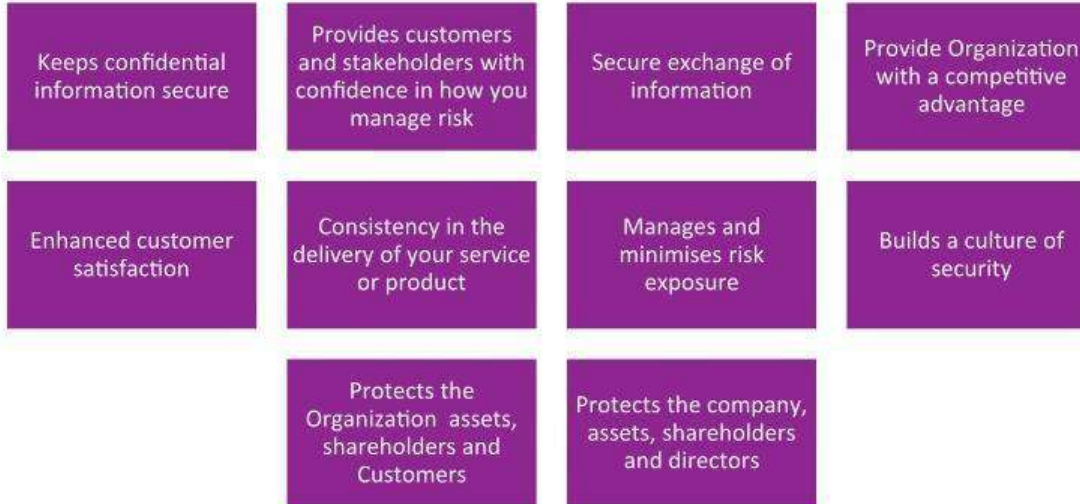 Keeps confidential
information secure
Provides customers
and stakeholders with
confidence in how you
manage risk
Secure exchange of
information
Provide Organization
with a competitive
advantage
Enhanced customer
satisfaction
Consistency in the
delivery of your service
or product
Manages and
minimises risk
exposure
Builds a culture of
security
Protects the
Organization assets,
shareholders and
Customers
Protects the company,
assets, shareholders
and directors